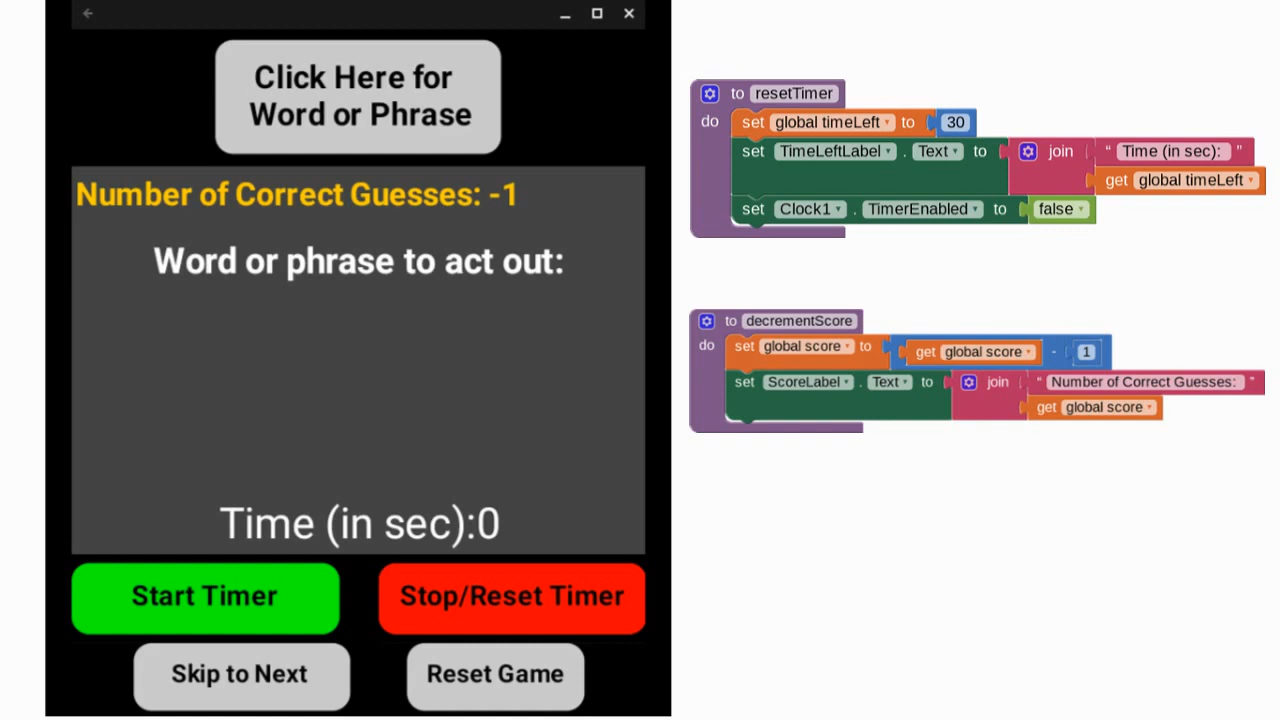 Click Here for
Word or Phrase
Number of Correct Guesses: -1
Word or phrase to act out:
Time (in sec):0
Start Timer
Stop/Reset Timer
Skip to Next
Reset Game
to resetTimer
do set global timeLeft to 30
set TimeLeftLabel . Text to join “ Time (in sec): ”
get global timeLeft
set Clock1 . TimerEnabled to false
to decrementScore
do set global score to get global score - 1
set ScoreLabel . Text to join “ Number of Correct Guesses: ”
get global score